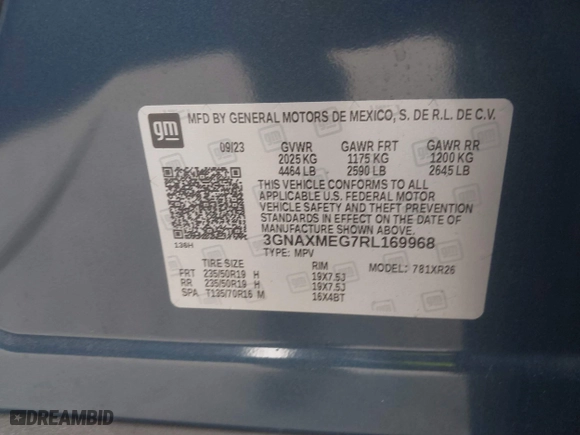 gm
MFD BY GENERAL MOTORS DE MEXICO, S. DE R.L. DE C.V.
09/23 GVWR GAWR FRT GAWR RR
2025 KG 1175 KG 1200 KG
4464 LB 2590 LB 2645 LB
THIS VEHICLE CONFORMS TO ALL
APPLICABLE U.S. FEDERAL MOTOR
VEHICLE SAFETY AND THEFT PREVENTION
STANDARDS IN EFFECT ON THE DATE OF
MANUFACTURE SHOWN ABOVE.
136H 3GNAXMEG7RL169968
TYPE: MPV
TIRE SIZE RIM MODEL: 781XR26
FRT 235/50R19 H 19X7.5J
RR 235/50R19 H 19X7.5J
SPA T135/70R16 M 16X4BT
DREAMBID